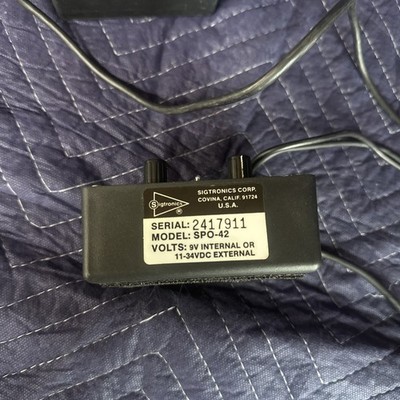 SIGTRONICS CORP.
COVINA, CALIF. 91724
U.S.A.
Sigtronics
®
SERIAL: 2417911
MODEL: SPO-42
VOLTS: 9V INTERNAL OR
11-34VDC EXTERNAL